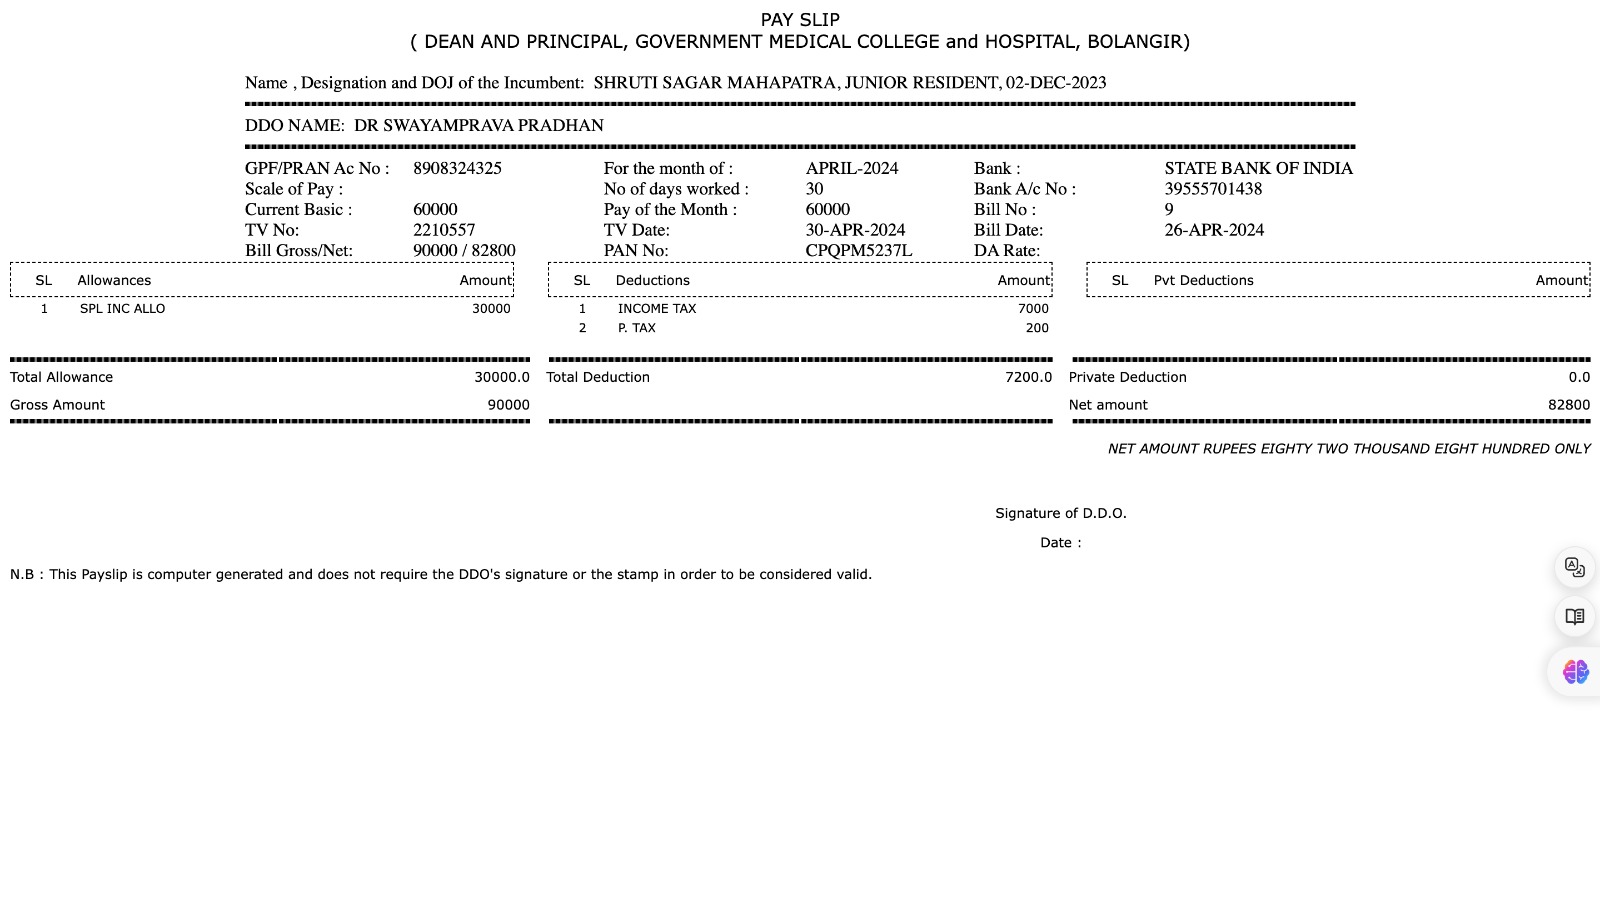 PAY SLIP
( DEAN AND PRINCIPAL, GOVERNMENT MEDICAL COLLEGE and HOSPITAL, BOLANGIR)
Name , Designation and DOJ of the Incumbent: SHRUTI SAGAR MAHAPATRA, JUNIOR RESIDENT, 02-DEC-2023
DDO NAME: DR SWAYAMPRAVA PRADHAN
GPF/PRAN Ac No : 8908324325 For the month of : APRIL-2024 Bank : STATE BANK OF INDIA
Scale of Pay : No of days worked : 30 Bank A/c No : 39555701438
Current Basic : 60000 Pay of the Month : 60000 Bill No : 9
TV No: 2210557 TV Date: 30-APR-2024 Bill Date: 26-APR-2024
Bill Gross/Net: 90000 / 82800 PAN No: CPQPM5237L DA Rate:
SL Allowances Amount SL Deductions Amount SL Pvt Deductions Amount
1 SPL INC ALLO 30000 1 INCOME TAX 7000
2 P. TAX 200
Total Allowance 30000.0 Total Deduction 7200.0 Private Deduction 0.0
Gross Amount 90000 Net amount 82800
NET AMOUNT RUPEES EIGHTY TWO THOUSAND EIGHT HUNDRED ONLY
Signature of D.D.O.
Date :
N.B : This Payslip is computer generated and does not require the DDO's signature or the stamp in order to be considered valid.